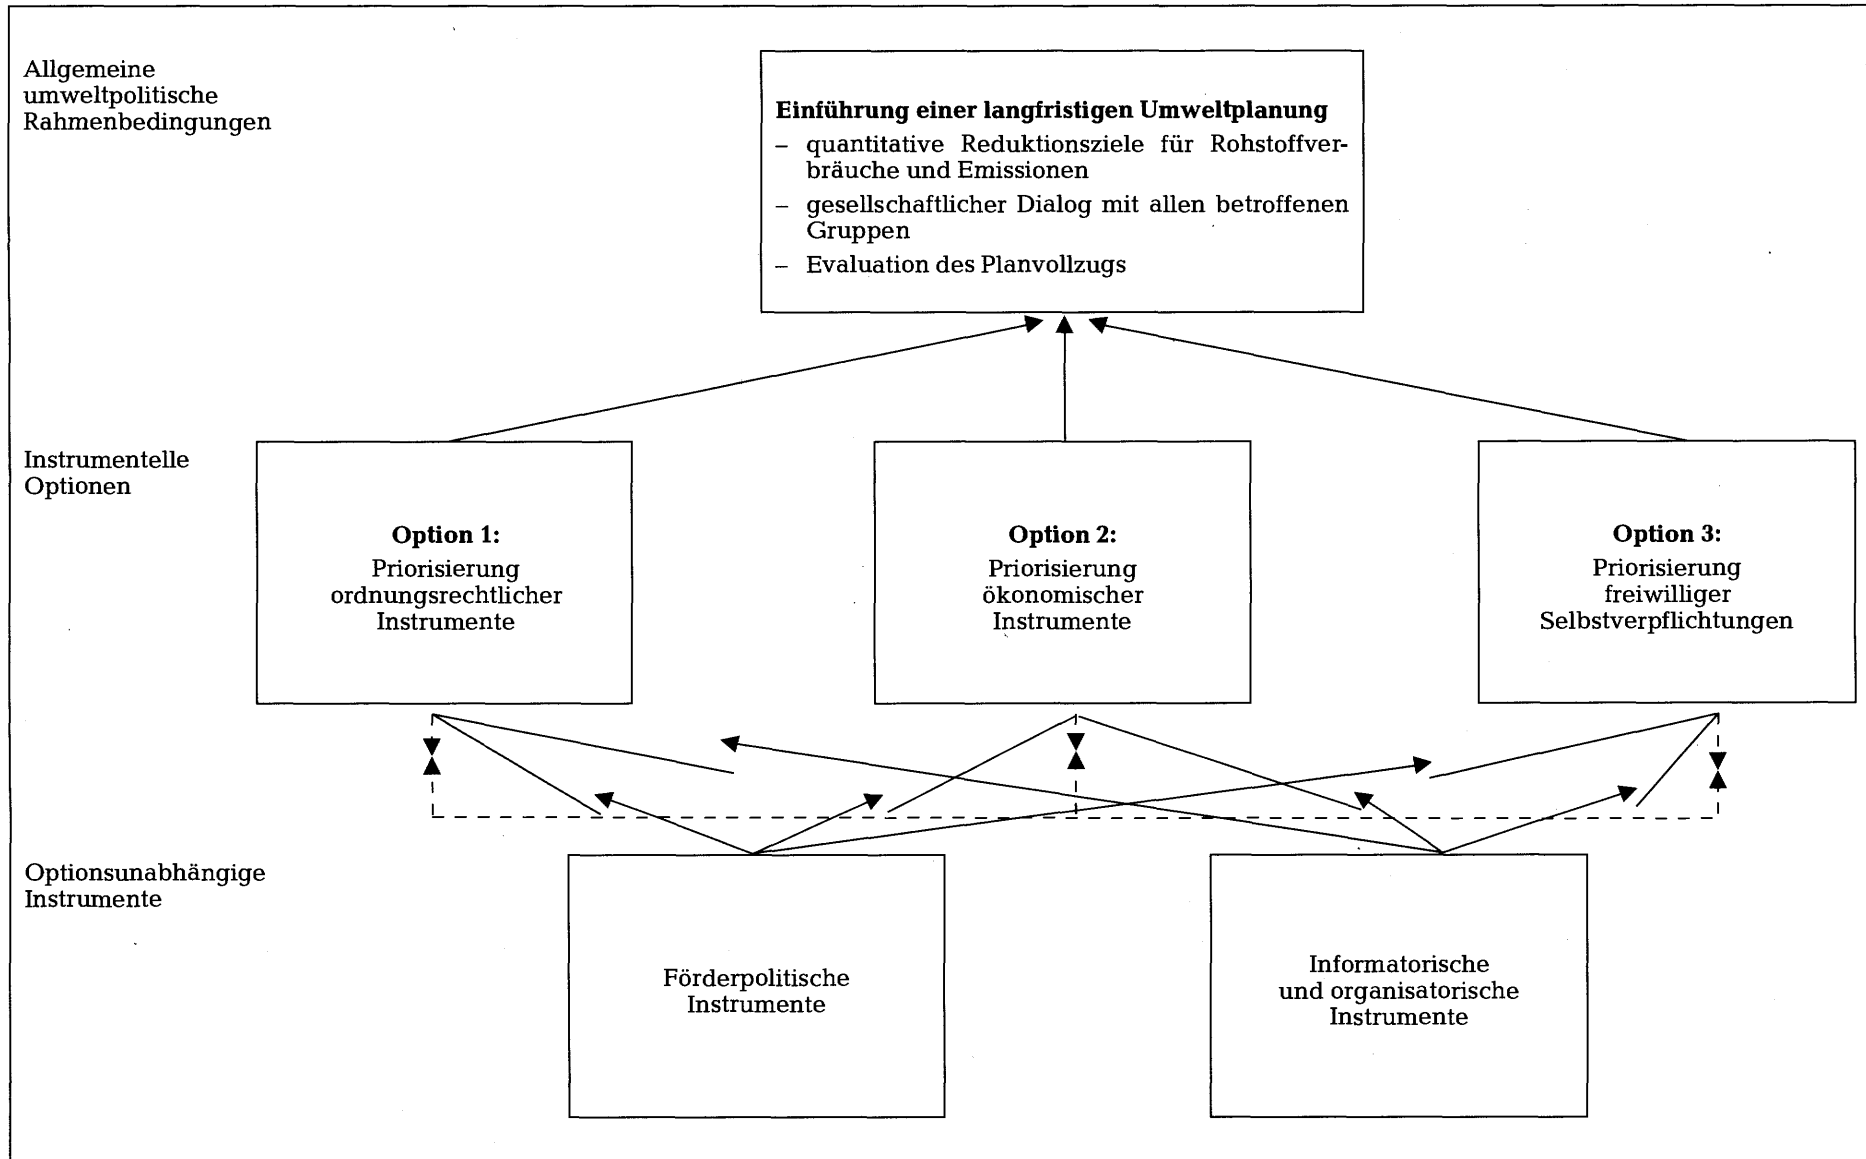 Allgemeine
umweltpolitische
Rahmenbedingungen
Einführung einer langfristigen Umweltplanung
– quantitative Reduktionsziele für Rohstoffver-
bräuche und Emissionen
– gesellschaftlicher Dialog mit allen betroffenen
Gruppen
– Evaluation des Planvollzugs
Instrumentelle
Optionen
Option 1:
Priorisierung
ordnungsrechtlicher
Instrumente
Option 2:
Priorisierung
ökonomischer
Instrumente
Option 3:
Priorisierung
freiwilliger
Selbstverpflichtungen
Optionsunabhängige
Instrumente
Förderpolitische
Instrumente
Informatorische
und organisatorische
Instrumente